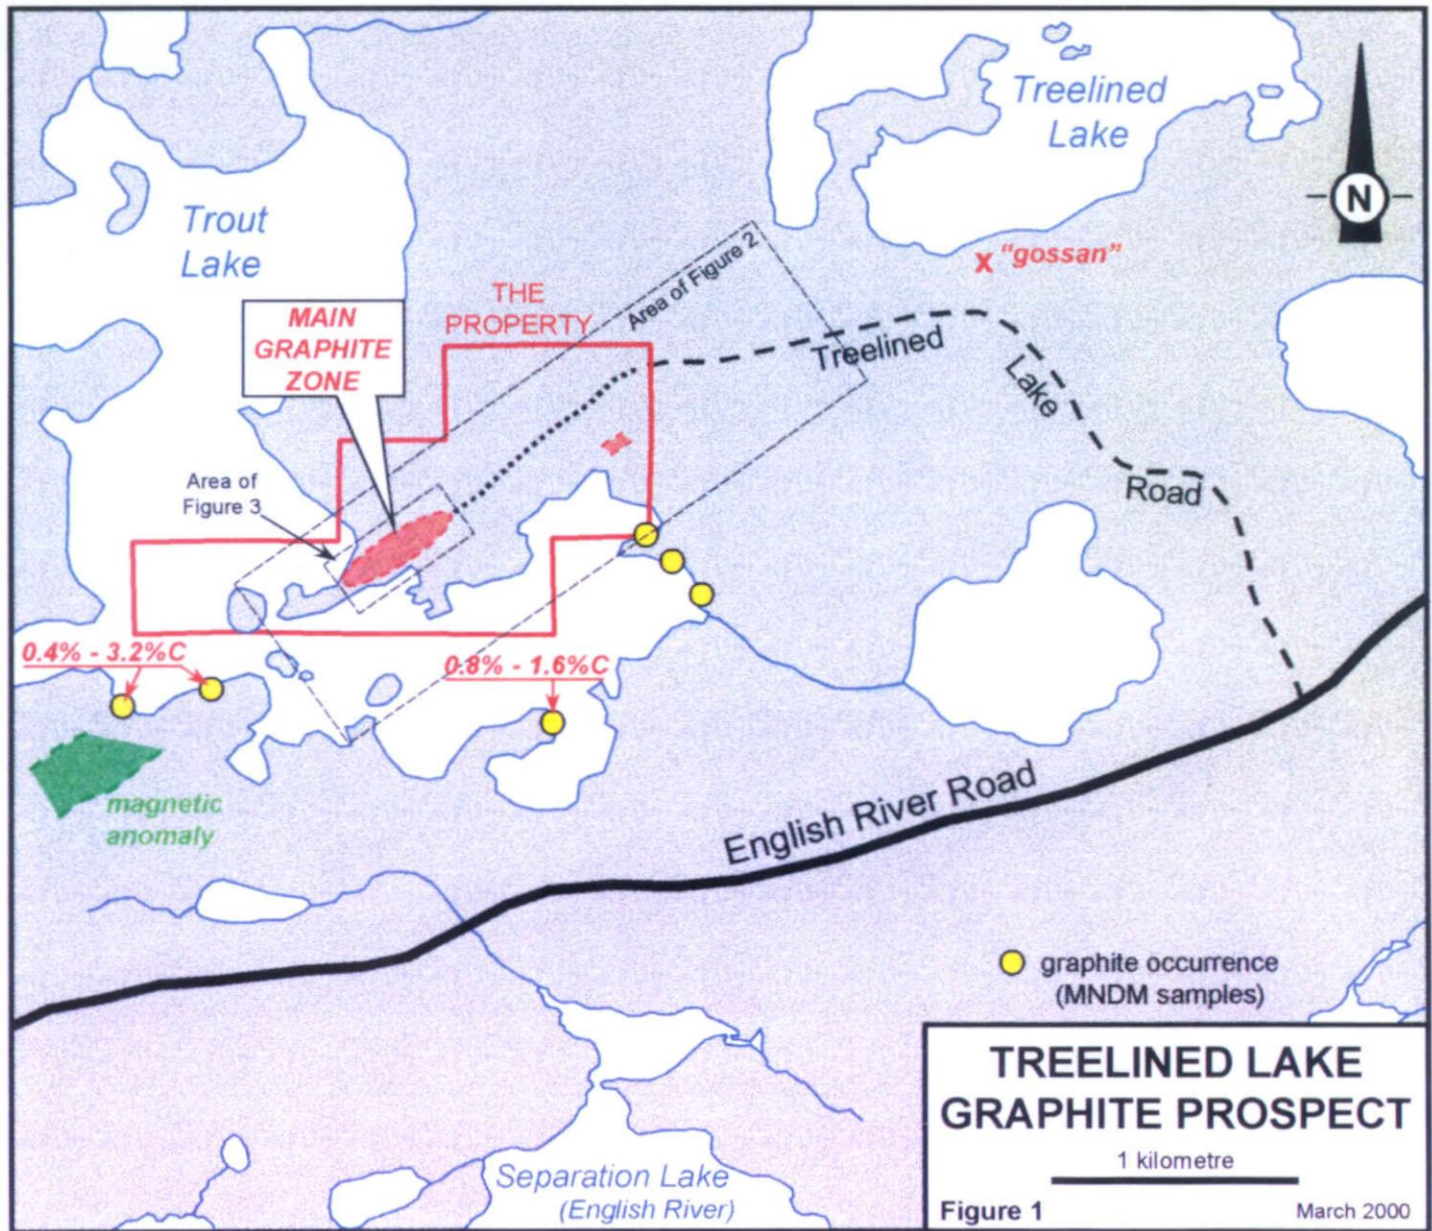 Treelined
Lake
Trout
Lake
N
x "gossan"
THE
PROPERTY
Area of Figure 2
MAIN
GRAPHITE
ZONE
Treelined
Lake
Road
Area of
Figure 3
0.4% - 3.2%C
0.8% - 1.6%C
magnetic
anomaly
English River Road
graphite occurrence
(MNDM samples)
TREELINED LAKE
GRAPHITE PROSPECT
1 kilometre
Figure 1
March 2000
Separation Lake
(English River)